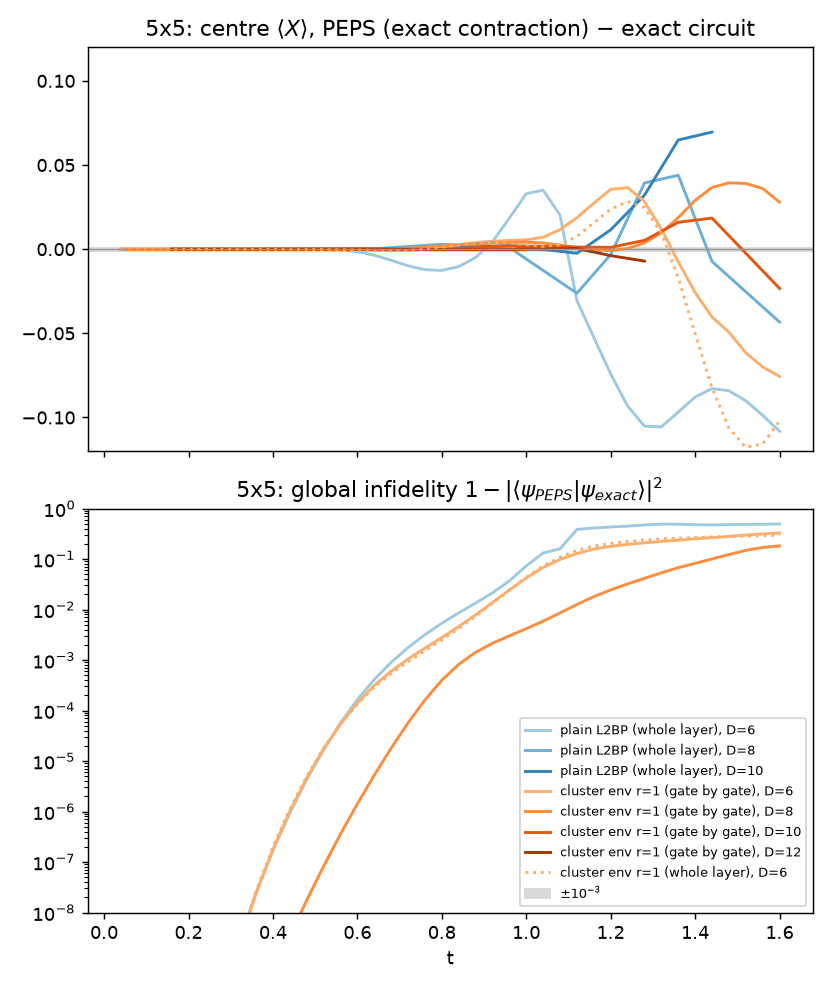 5x5: centre ⟨X⟩, PEPS (exact contraction) − exact circuit
0.10
0.05
0.00
−0.05
−0.10
5x5: global infidelity 1 − |⟨ψ_PEPS|ψ_exact⟩|²
10⁰
10⁻¹
10⁻²
10⁻³
10⁻⁴
10⁻⁵
10⁻⁶
10⁻⁷
10⁻⁸
plain L2BP (whole layer), D=6
plain L2BP (whole layer), D=8
plain L2BP (whole layer), D=10
cluster env r=1 (gate by gate), D=6
cluster env r=1 (gate by gate), D=8
cluster env r=1 (gate by gate), D=10
cluster env r=1 (gate by gate), D=12
cluster env r=1 (whole layer), D=6
±10⁻³
0.0 0.2 0.4 0.6 0.8 1.0 1.2 1.4 1.6
t